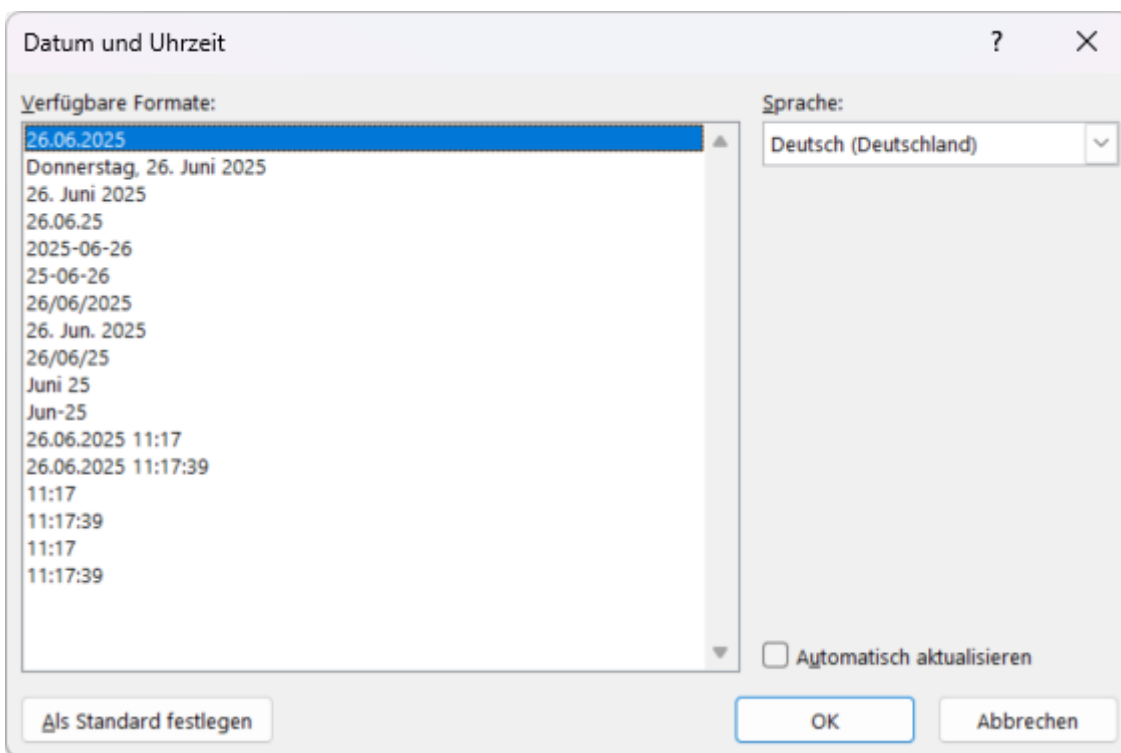 Datum und Uhrzeit
Verfügbare Formate:
26.06.2025
Donnerstag, 26. Juni 2025
26. Juni 2025
26.06.25
2025-06-26
25-06-26
26/06/2025
26. Jun. 2025
26/06/25
Juni 25
Jun-25
26.06.2025 11:17
26.06.2025 11:17:39
11:17
11:17:39
11:17
11:17:39
Sprache:
Deutsch (Deutschland)
Automatisch aktualisieren
Als Standard festlegen
OK
Abbrechen